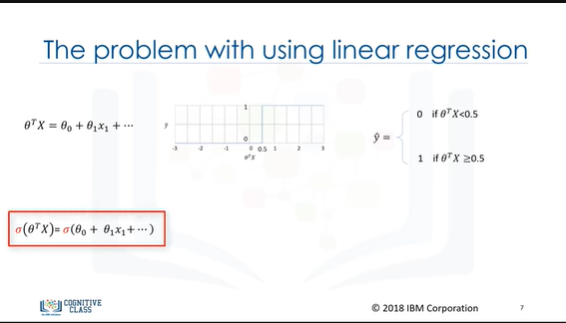 The problem with using linear regression
θᵀX = θ₀ + θ₁x₁ + ⋯
y
1
0
-3 -2 -1 0 0.5 1 2 3
θᵀX
ŷ =
0 if θᵀX<0.5
1 if θᵀX ≥0.5
σ(θᵀX)= σ(θ₀ + θ₁x₁+ ⋯ )
COGNITIVE
CLASS
© 2018 IBM Corporation
7